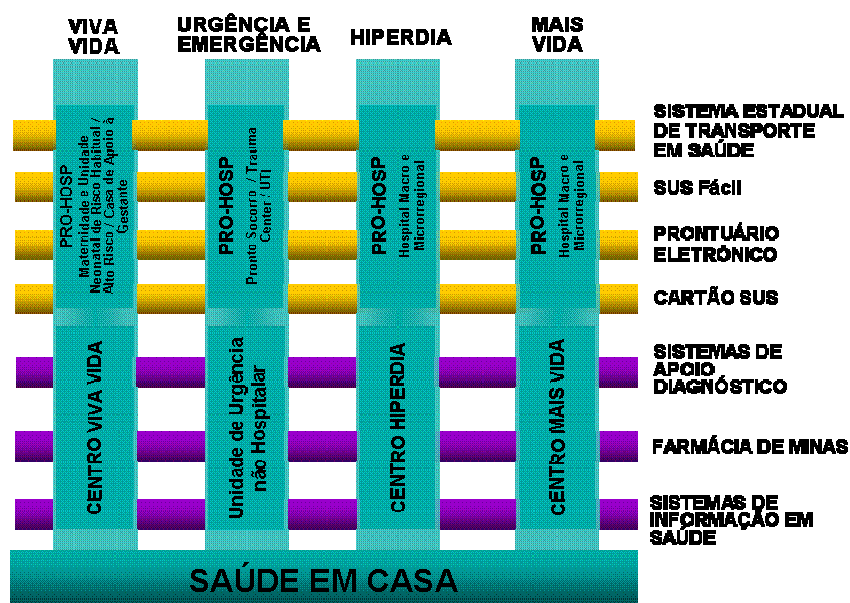 VIVA
VIDA
URGÊNCIA E
EMERGÊNCIA
HIPERDIA
MAIS
VIDA
PRO-HOSP
Maternidade e Unidade
Neonatal de Risco Habitual /
Alto Risco / Casa de Apoio à
Gestante
PRO-HOSP
Pronto Socorro / Trauma
Center / UTI
PRO-HOSP
Hospital Macro e
Microrregional
PRO-HOSP
Hospital Macro e
Microrregional
SISTEMA ESTADUAL
DE TRANSPORTE
EM SAÚDE
SUS Fácil
PRONTUÁRIO
ELETRÔNICO
CARTÃO SUS
CENTRO VIVA VIDA
Unidade de Urgência
não Hospitalar
CENTRO HIPERDIA
CENTRO MAIS VIDA
SISTEMAS DE
APOIO
DIAGNÓSTICO
FARMÁCIA DE MINAS
SISTEMAS DE
INFORMAÇÃO EM
SAÚDE
SAÚDE EM CASA